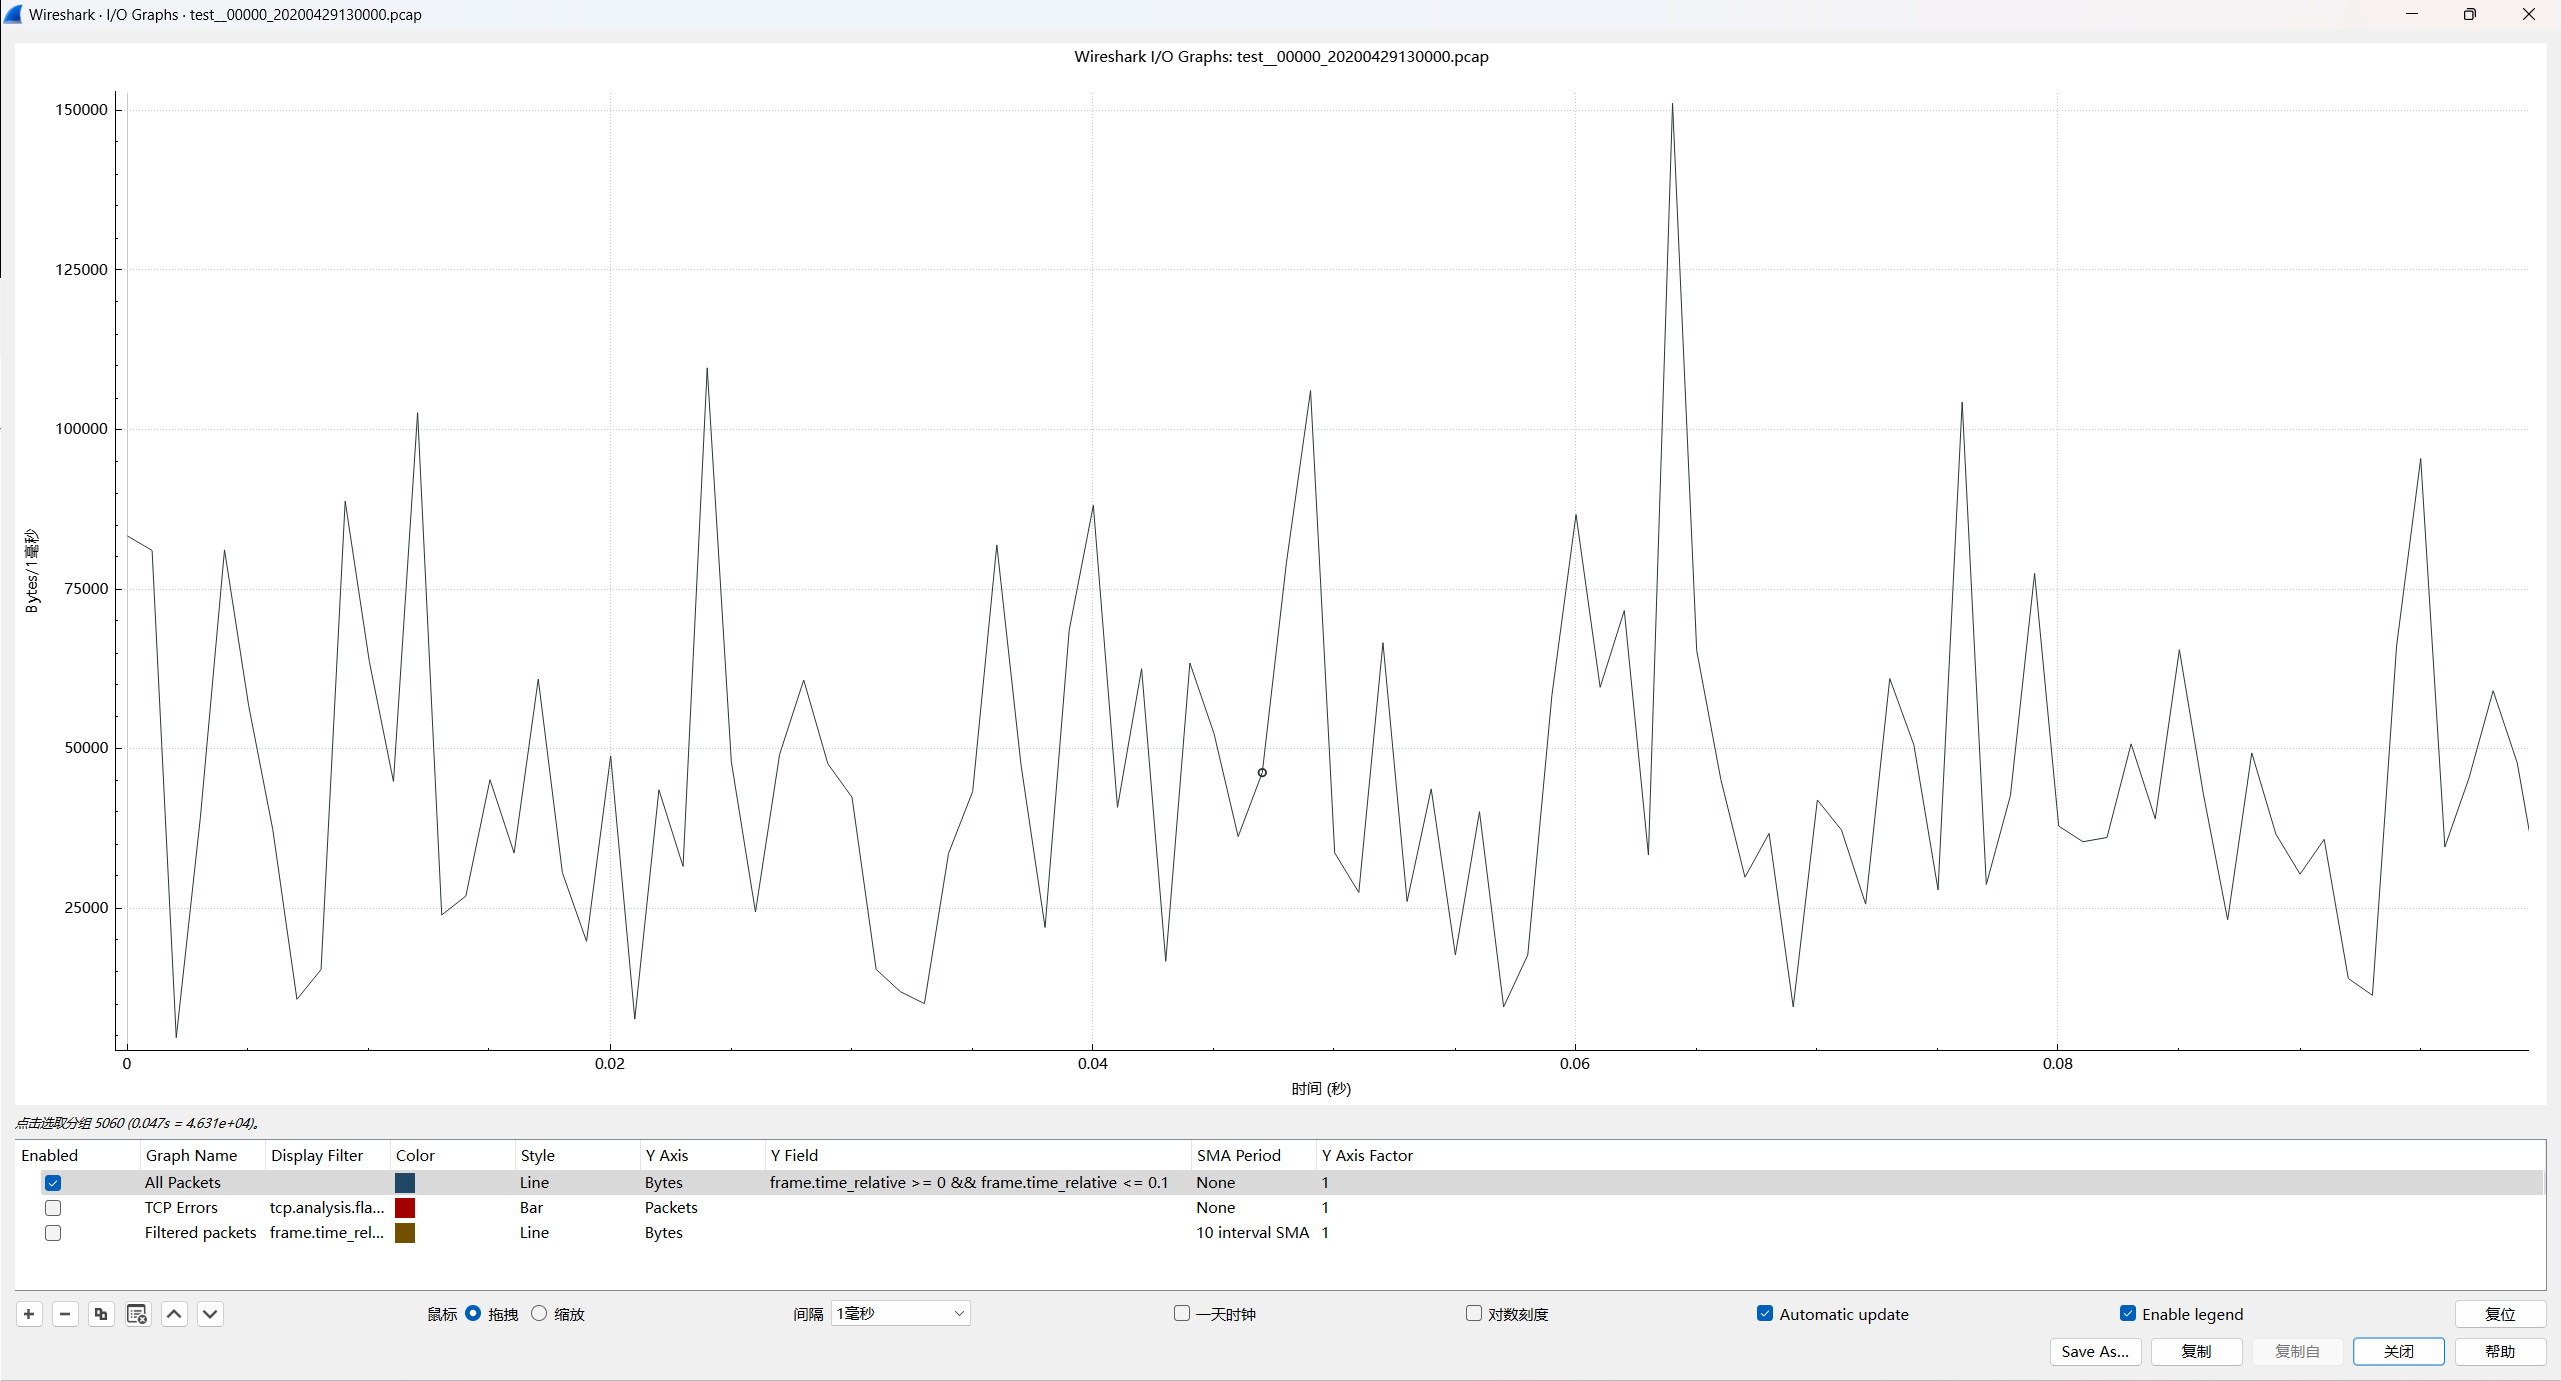 Wireshark · I/O Graphs · test__00000_20200429130000.pcap
Wireshark I/O Graphs: test__00000_20200429130000.pcap
150000
125000
100000
75000
50000
25000
Bytes/1毫秒
0 0.02 0.04 0.06 0.08
时间 (秒)
点击选取分组 5060 (0.047s = 4.631e+04)。
Enabled Graph Name Display Filter Color Style Y Axis Y Field SMA Period Y Axis Factor
All Packets Line Bytes frame.time_relative >= 0 && frame.time_relative <= 0.1 None 1
TCP Errors tcp.analysis.fla... Bar Packets None 1
Filtered packets frame.time_rel... Line Bytes 10 interval SMA 1
鼠标 拖拽 缩放 间隔 1毫秒 一天时钟 对数刻度 Automatic update Enable legend 复位
Save As... 复制 复制自 关闭 帮助